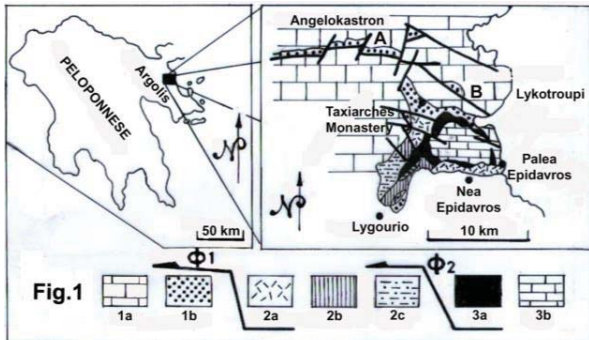 Angelokastron
A
PELOPONNESE
Argolis
B
Lykotroupi
Taxiarches
Monastery
Palea
Epidavros
Nea
Epidavros
N
N
50 km
Lygourio
10 km
Fig.1
Φ1
Φ2
1a
1b
2a
2b
2c
3a
3b